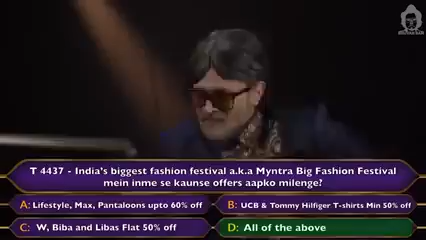 T 4437 - India's biggest fashion festival a.k.a Myntra Big Fashion Festival
mein inme se kaunse offers aapko milenge?
A: Lifestyle, Max, Pantaloons upto 60% off
B: UCB & Tommy Hilfiger T-shirts Min 50% off
C: W, Biba and Libas Flat 50% off
D: All of the above